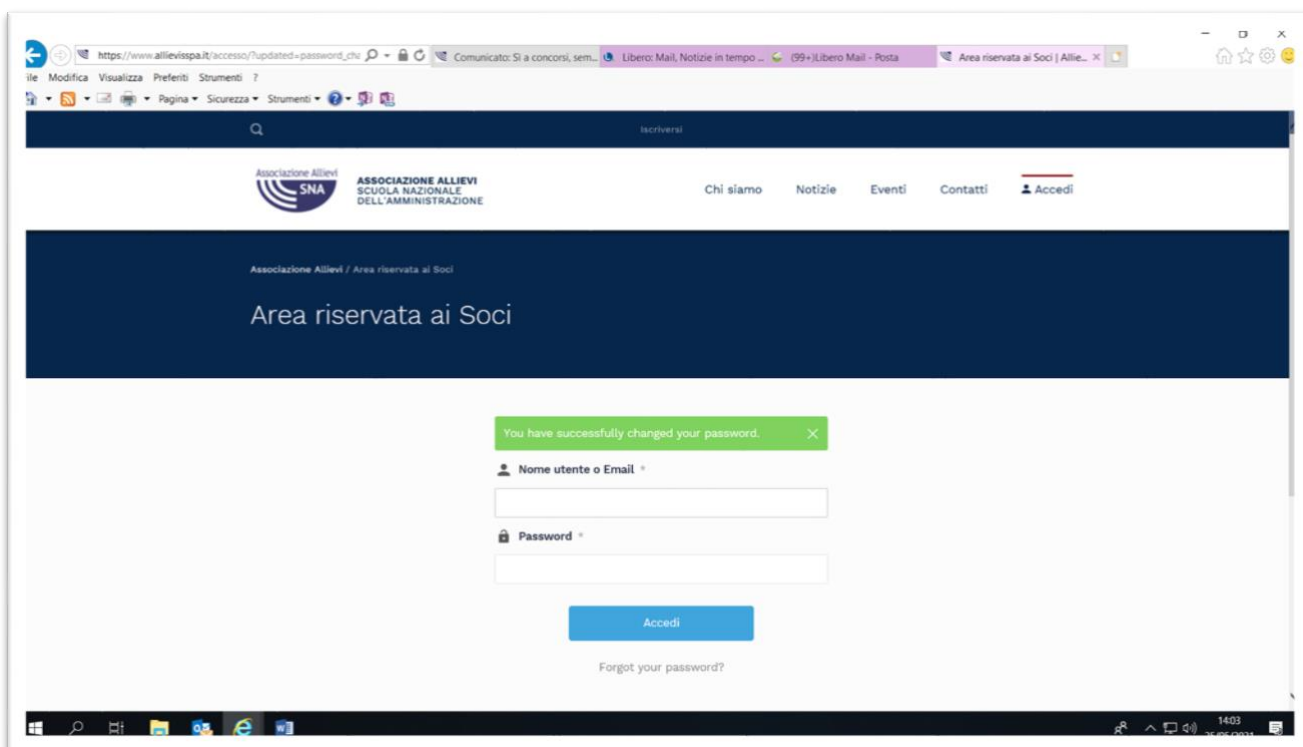 https://www.allievisspa.it/accesso/?updated=password_ch
Comunicato: Sì a concorsi, sem...
Libero: Mail, Notizie in tempo ...
(99+)Libero Mail - Posta
Area riservata ai Soci | Allie...
ile Modifica Visualizza Preferiti Strumenti ?
Pagina Sicurezza Strumenti
Iscriversi
Associazione Allievi
SNA
ASSOCIAZIONE ALLIEVI
SCUOLA NAZIONALE
DELL'AMMINISTRAZIONE
Chi siamo Notizie Eventi Contatti Accedi
Associazione Allievi / Area riservata ai Soci
Area riservata ai Soci
You have successfully changed your password.
Nome utente o Email *
Password *
Accedi
Forgot your password?
14:03
25/05/2021